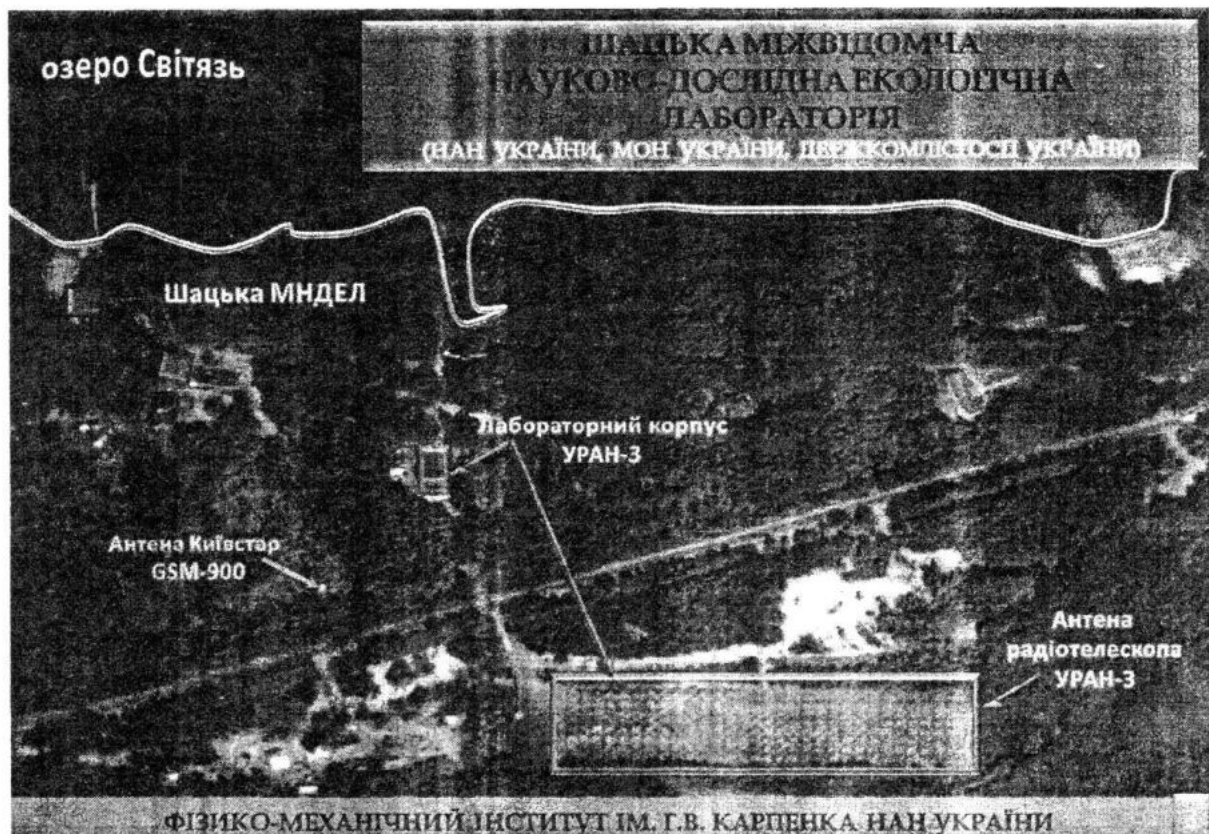 озеро Світязь
ШАЦЬКА МІЖВІДОМЧА
НАУКОВО-ДОСЛІДНА ЕКОЛОГІЧНА
ЛАБОРАТОРІЯ
(НАН УКРАЇНИ, МОН УКРАЇНИ, ДЕРЖКОМЛІСГОСП УКРАЇНИ)
Шацька МНДЕЛ
Лабораторний корпус
УРАН-3
Антена Київстар
GSM-900
Антена
радіотелескопа
УРАН-3
ФІЗИКО-МЕХАНІЧНИЙ ІНСТИТУТ ІМ. Г.В. КАРПЕНКА НАН УКРАЇНИ